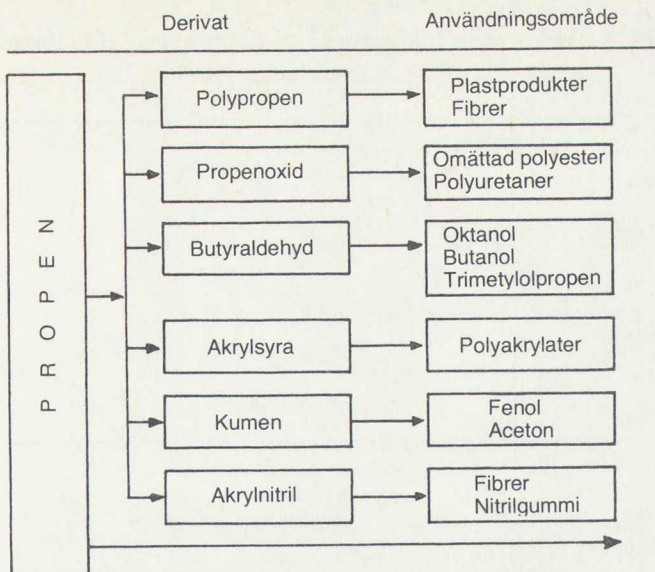 Derivat Användningsområde
PROPEN
Polypropen
Plastprodukter
Fibrer
Propenoxid
Omättad polyester
Polyuretaner
Butyraldehyd
Oktanol
Butanol
Trimetylolpropen
Akrylsyra
Polyakrylater
Kumen
Fenol
Aceton
Akrylnitril
Fibrer
Nitrilgummi